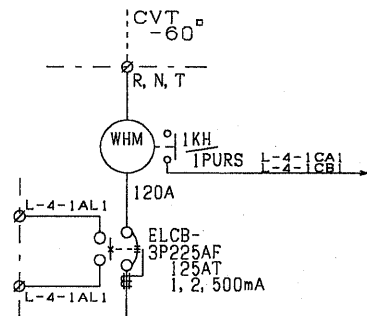 CVT
-60□
R, N, T
WHM
1KH
/1PURS
L-4-1CA1
L-4-1CB1
120A
L-4-1AL1
ELCB-
3P225AF
125AT
1, 2, 500mA
L-4-1AL1